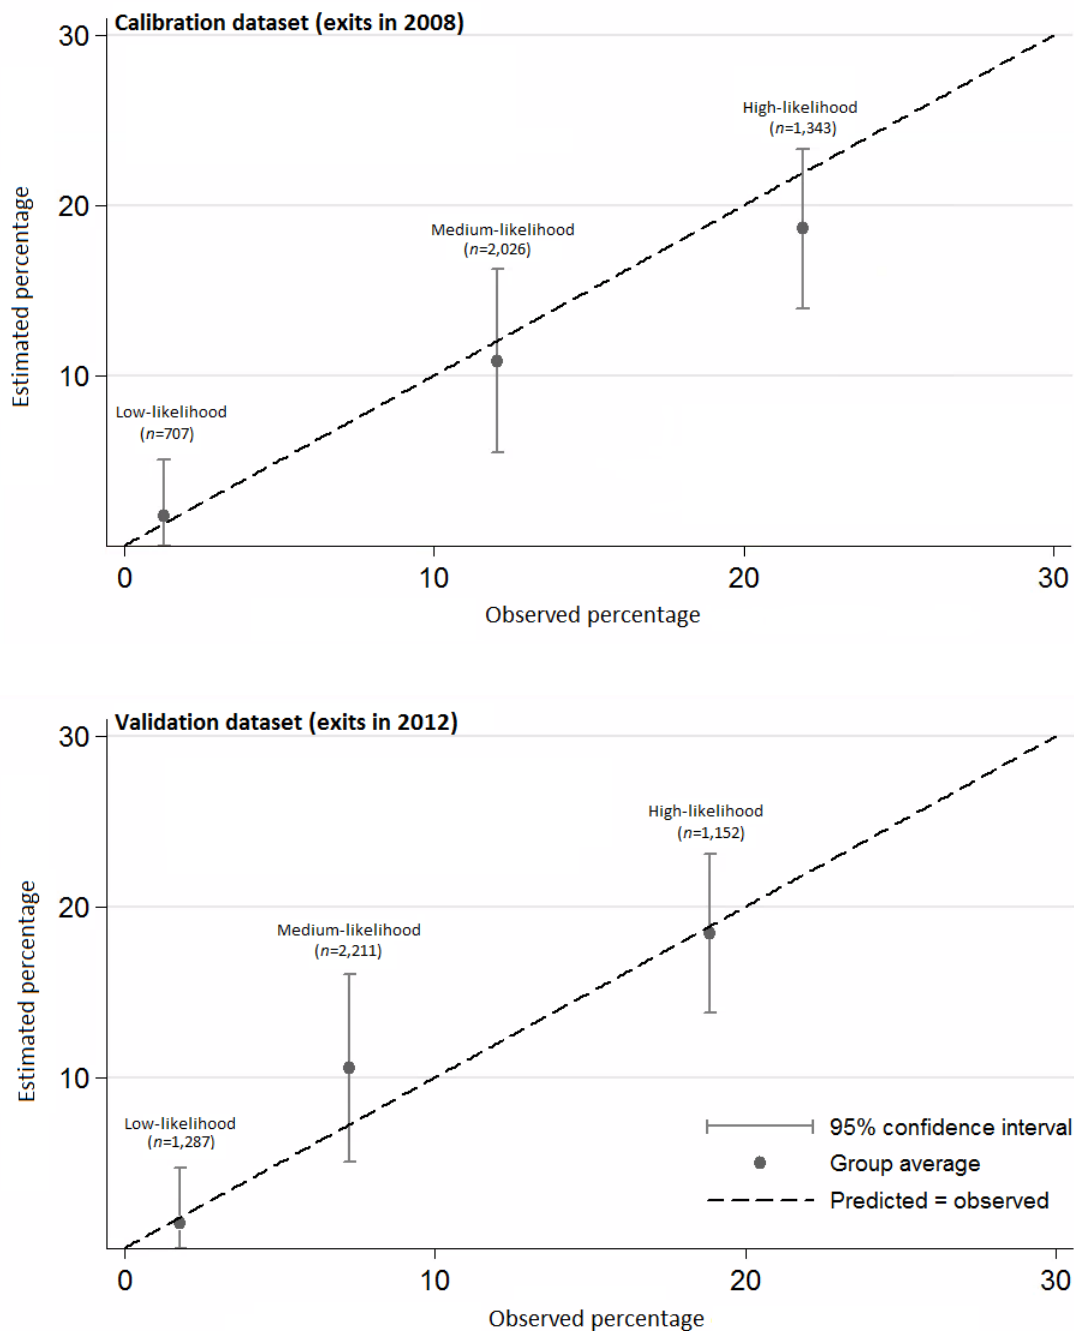 Calibration dataset (exits in 2008)
30
High-likelihood
(n=1,343)
20
Medium-likelihood
(n=2,026)
Estimated percentage
10
Low-likelihood
(n=707)
0
10
20
30
Observed percentage
Validation dataset (exits in 2012)
30
High-likelihood
(n=1,152)
20
Medium-likelihood
(n=2,211)
Estimated percentage
10
Low-likelihood
(n=1,287)
95% confidence interval
Group average
Predicted = observed
0
10
20
30
Observed percentage